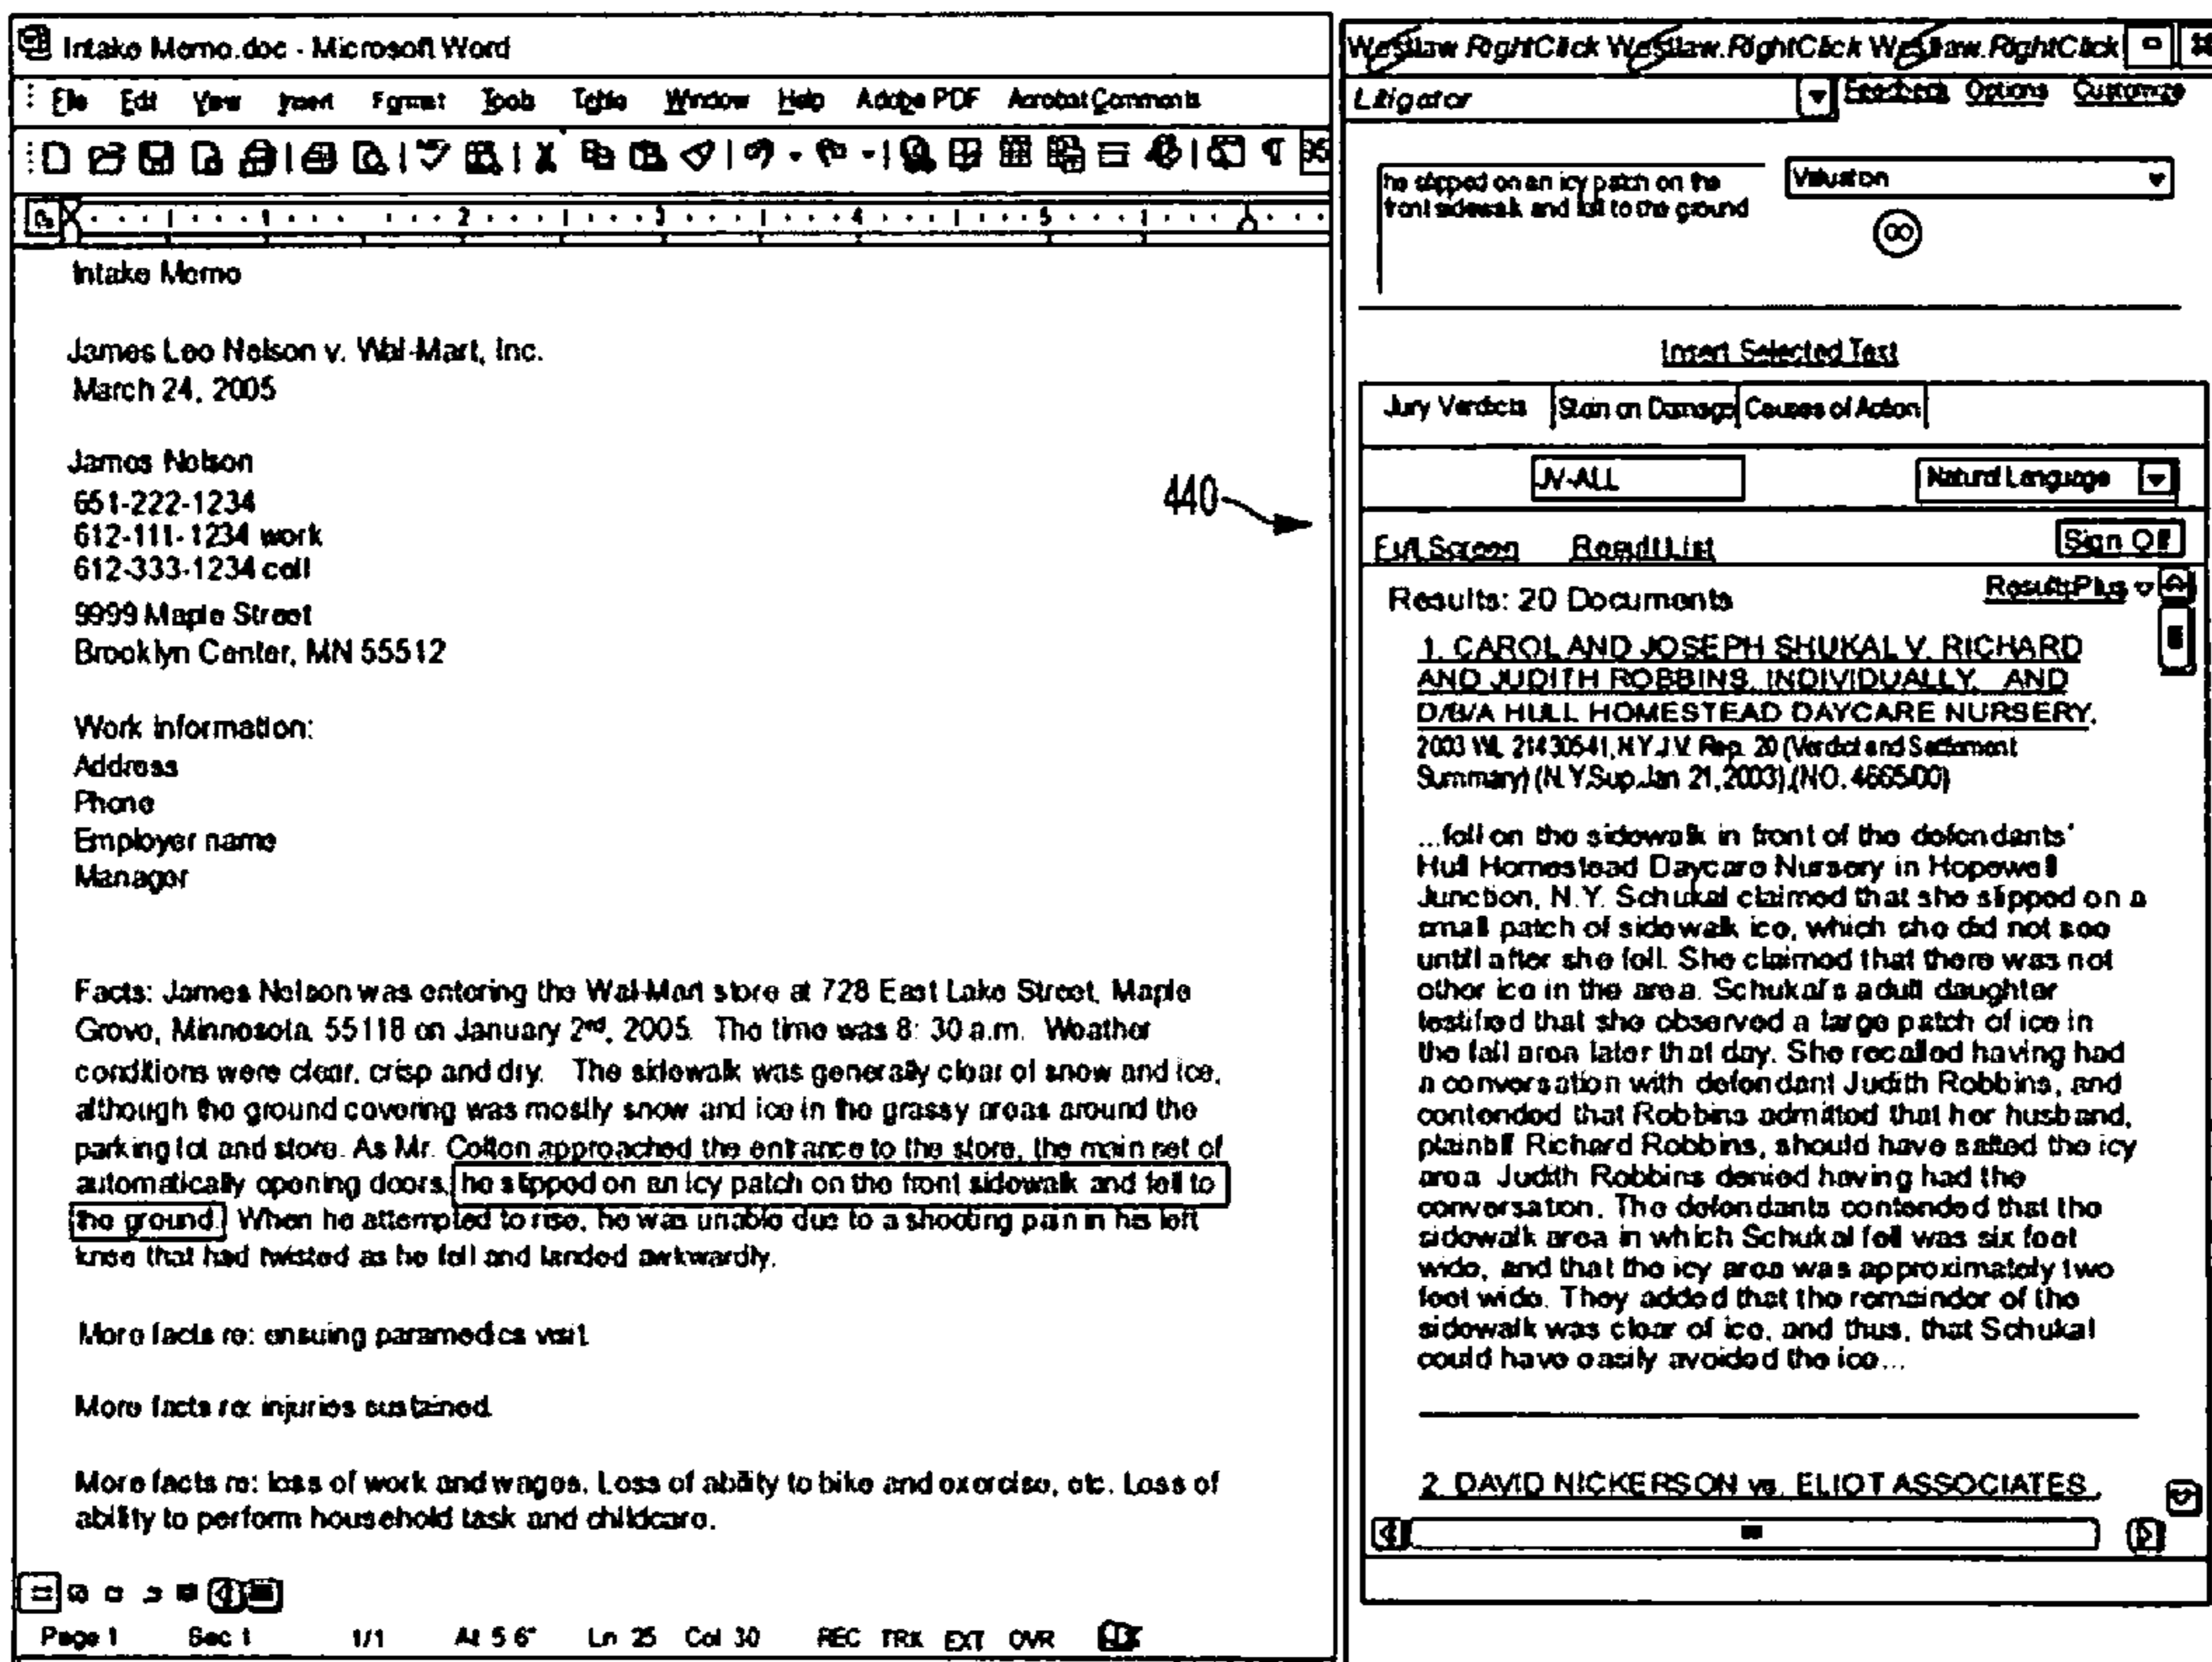 Intake Memo.doc - Microsoft Word
File Edit View Insert Format Tools Table Window Help Adobe PDF Acrobat Comments
1 2 3 4 5
Intake Memo
James Leo Nelson v. Wal-Mart, Inc.
March 24, 2005
James Nelson
651-222-1234
612-111-1234 work
612-333-1234 cell
9999 Maple Street
Brooklyn Center, MN 55512
Work information:
Address
Phone
Employer name
Manager
Facts: James Nelson was entering the Wal-Mart store at 728 East Lake Street, Maple
Grove, Minnesota 55118 on January 2nd, 2005. The time was 8: 30 a.m. Weather
conditions were clear, crisp and dry. The sidewalk was generally clear of snow and ice,
although the ground covering was mostly snow and ice in the grassy areas around the
parking lot and store. As Mr. Colton approached the entrance to the store, the main set of
automatically opening doors, he slipped on an icy patch on the front sidewalk and fell to
the ground. When he attempted to rise, he was unable due to a shooting pain in his left
knee that had twisted as he fell and landed awkwardly.
More facts re: ensuing paramedics visit.
More facts re: injuries sustained.
More facts re: loss of work and wages. Loss of ability to bike and exercise, etc. Loss of
ability to perform household task and childcare.
Page 1 Sec 1 1/1 At 5.6" Ln 25 Col 30 REC TRK EXT OVR
440
Westlaw.RightClick Westlaw.RightClick Westlaw.RightClick
Litigator Feedback Options Customize
he slipped on an icy patch on the
front sidewalk and fell to the ground
Valuation
Insert Selected Text
Jury Verdicts Stein on Damage Causes of Action
JV-ALL Natural Language
Full Screen Result List Sign Off
Results: 20 Documents ResultsPlus
1. CAROL AND JOSEPH SHUKAL V. RICHARD
AND JUDITH ROBBINS, INDIVIDUALLY, AND
D/B/A HULL HOMESTEAD DAYCARE NURSERY,
2003 WL 21430541, N.Y.J.V. Rep. 20 (Verdict and Settlement
Summary) (N.Y.Sup.Jan 21, 2003),(NO. 4665/00)
...fell on the sidewalk in front of the defendants'
Hull Homestead Daycare Nursery in Hopewell
Junction, N.Y. Schukal claimed that she slipped on a
small patch of sidewalk ice, which she did not see
until after she fell. She claimed that there was not
other ice in the area. Schukal's adult daughter
testified that she observed a large patch of ice in
the fall area later that day. She recalled having had
a conversation with defendant Judith Robbins, and
contended that Robbins admitted that her husband,
plaintiff Richard Robbins, should have salted the icy
area. Judith Robbins denied having had the
conversation. The defendants contended that the
sidewalk area in which Schukal fell was six feet
wide, and that the icy area was approximately two
feet wide. They added that the remainder of the
sidewalk was clear of ice, and thus, that Schukal
could have easily avoided the ice...
2. DAVID NICKERSON vs. ELIOT ASSOCIATES,